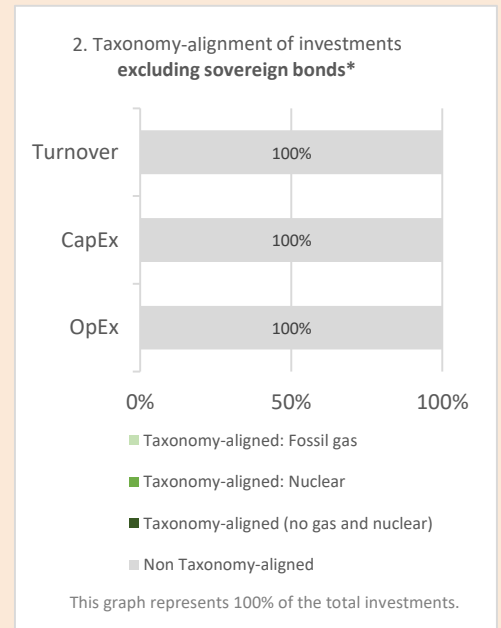 2. Taxonomy-alignment of investments
excluding sovereign bonds*
Turnover
100%
CapEx
100%
OpEx
100%
0% 50% 100%
Taxonomy-aligned: Fossil gas
Taxonomy-aligned: Nuclear
Taxonomy-aligned (no gas and nuclear)
Non Taxonomy-aligned
This graph represents 100% of the total investments.